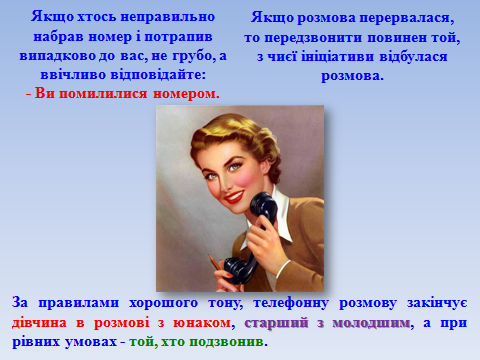 Якщо хтось неправильно
набрав номер і потрапив
випадково до вас, не грубо, а
ввічливо відповідайте:
- Ви помилилися номером.
Якщо розмова перервалася,
то передзвонити повинен той,
з чиєї ініціативи відбулася
розмова.
За правилами хорошого тону, телефонну розмову закінчує
дівчина в розмові з юнаком, старший з молодшим, а при
рівних умовах - той, хто подзвонив.